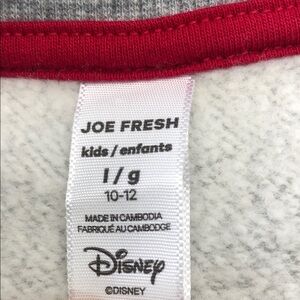 JOE FRESH
kids / enfants
l / g
10-12
MADE IN CAMBODIA
FABRIQUÉ AU CAMBODGE
Disney
©DISNEY